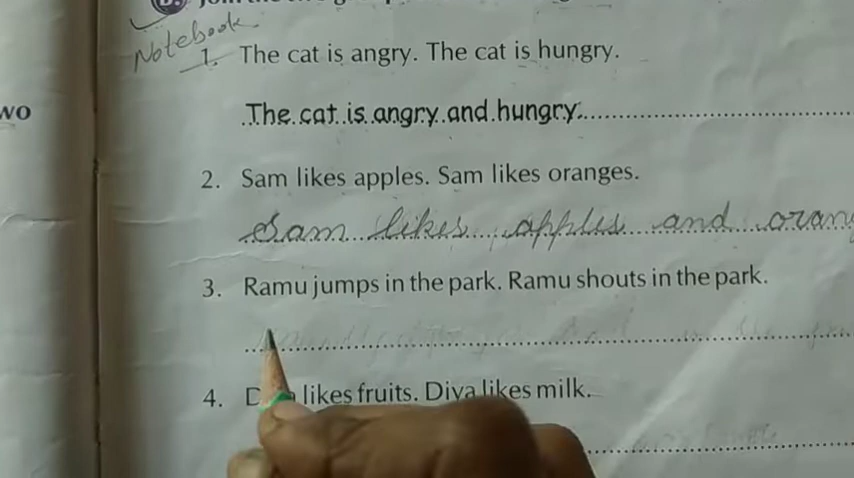 Notebook
1. The cat is angry. The cat is hungry.
wo
The cat is angry and hungry.
2. Sam likes apples. Sam likes oranges.
Sam likes apples and oran
3. Ramu jumps in the park. Ramu shouts in the park.
4. likes fruits. Diya likes milk.